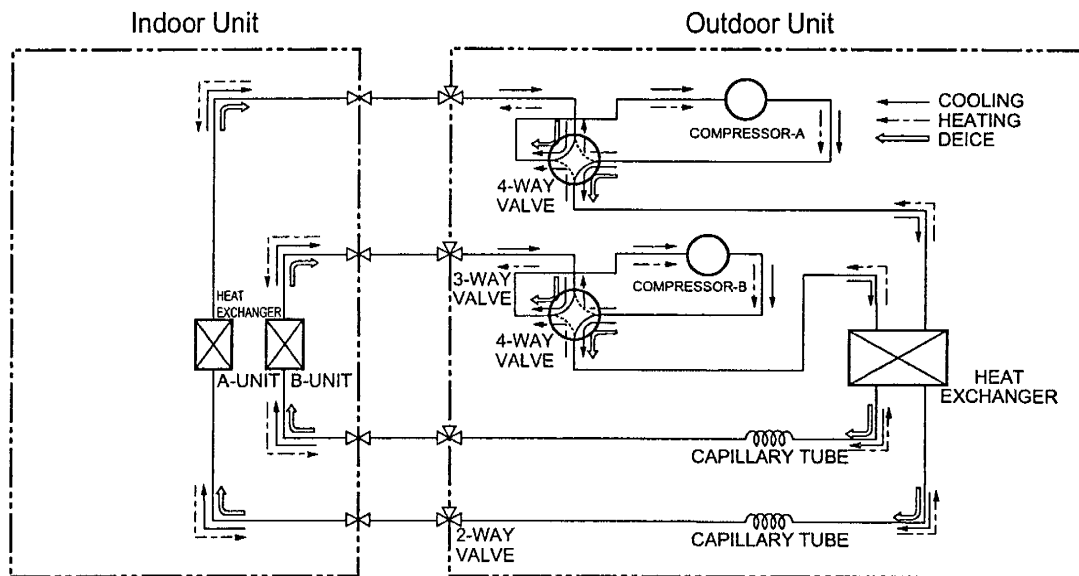 Indoor Unit
Outdoor Unit
COMPRESSOR-A
COOLING
HEATING
DEICE
4-WAY
VALVE
3-WAY
VALVE
COMPRESSOR-B
4-WAY
VALVE
HEAT
EXCHANGER
A-UNIT
B-UNIT
HEAT
EXCHANGER
CAPILLARY TUBE
2-WAY
VALVE
CAPILLARY TUBE